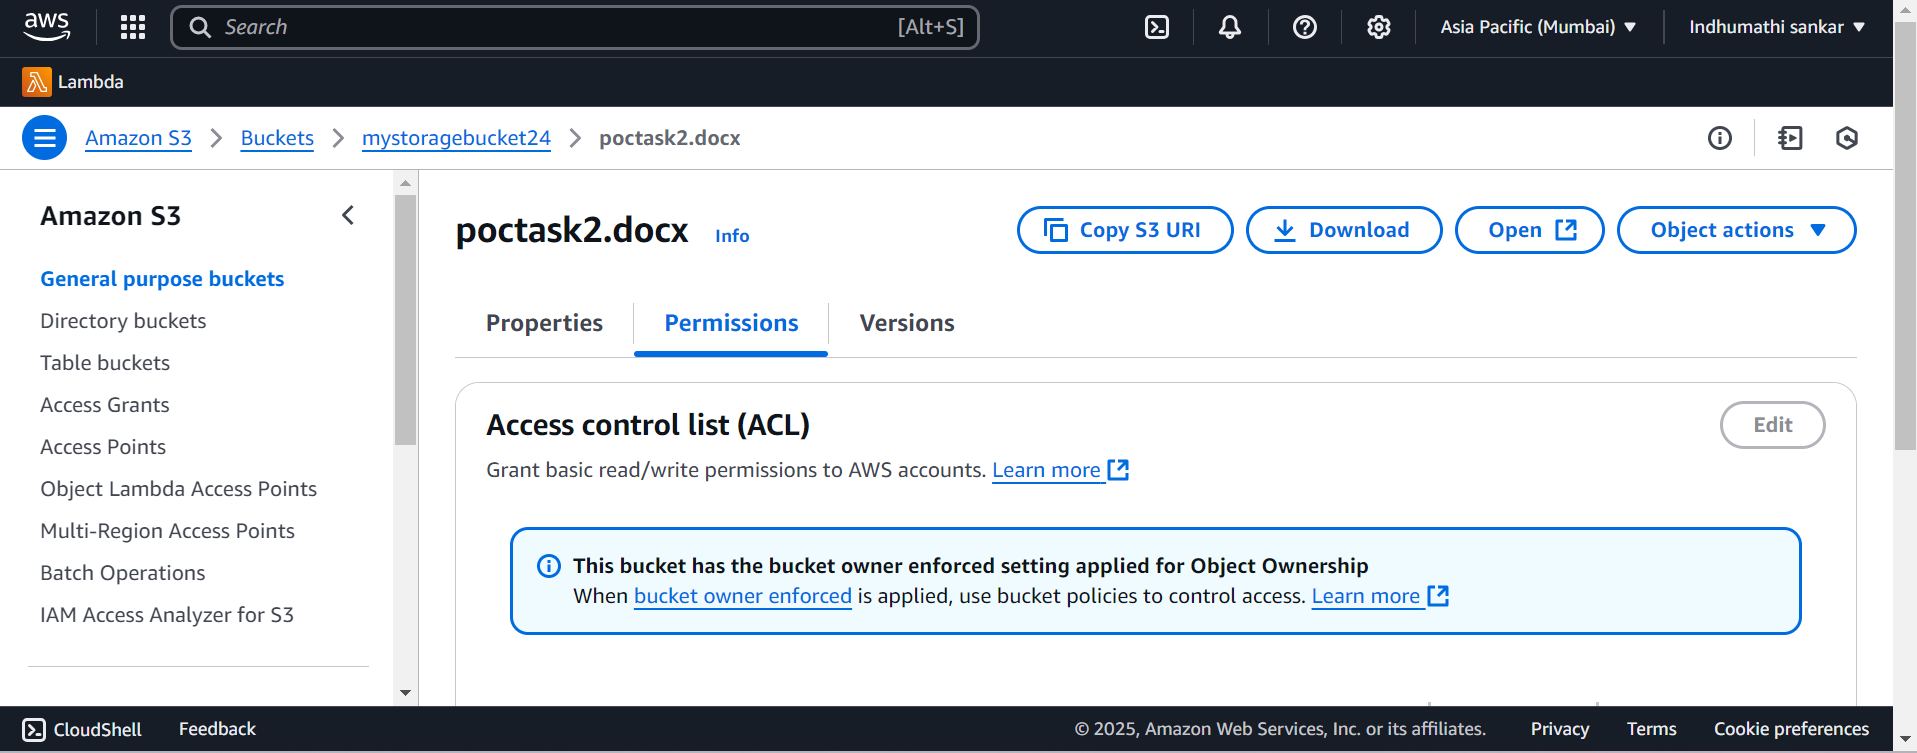 aws
Search [Alt+S]
Asia Pacific (Mumbai)
Indhumathi sankar
Lambda
Amazon S3
Buckets
mystoragebucket24
poctask2.docx
Amazon S3
General purpose buckets
Directory buckets
Table buckets
Access Grants
Access Points
Object Lambda Access Points
Multi-Region Access Points
Batch Operations
IAM Access Analyzer for S3
poctask2.docx Info
Copy S3 URI
Download
Open
Object actions
Properties
Permissions
Versions
Access control list (ACL)
Edit
Grant basic read/write permissions to AWS accounts. Learn more
This bucket has the bucket owner enforced setting applied for Object Ownership
When bucket owner enforced is applied, use bucket policies to control access. Learn more
CloudShell
Feedback
© 2025, Amazon Web Services, Inc. or its affiliates.
Privacy
Terms
Cookie preferences